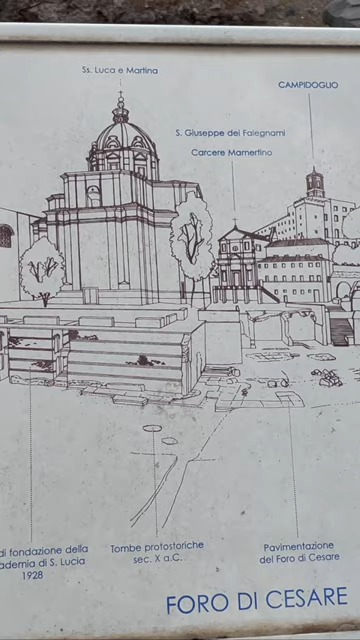 Ss. Luca e Martina
CAMPIDOGLIO
S. Giuseppe dei Falegnami
Carcere Mamertino
di fondazione della
ademia di S. Lucia
1928
Tombe protostoriche
sec. X a.C.
Pavimentazione
del Foro di Cesare
FORO DI CESARE